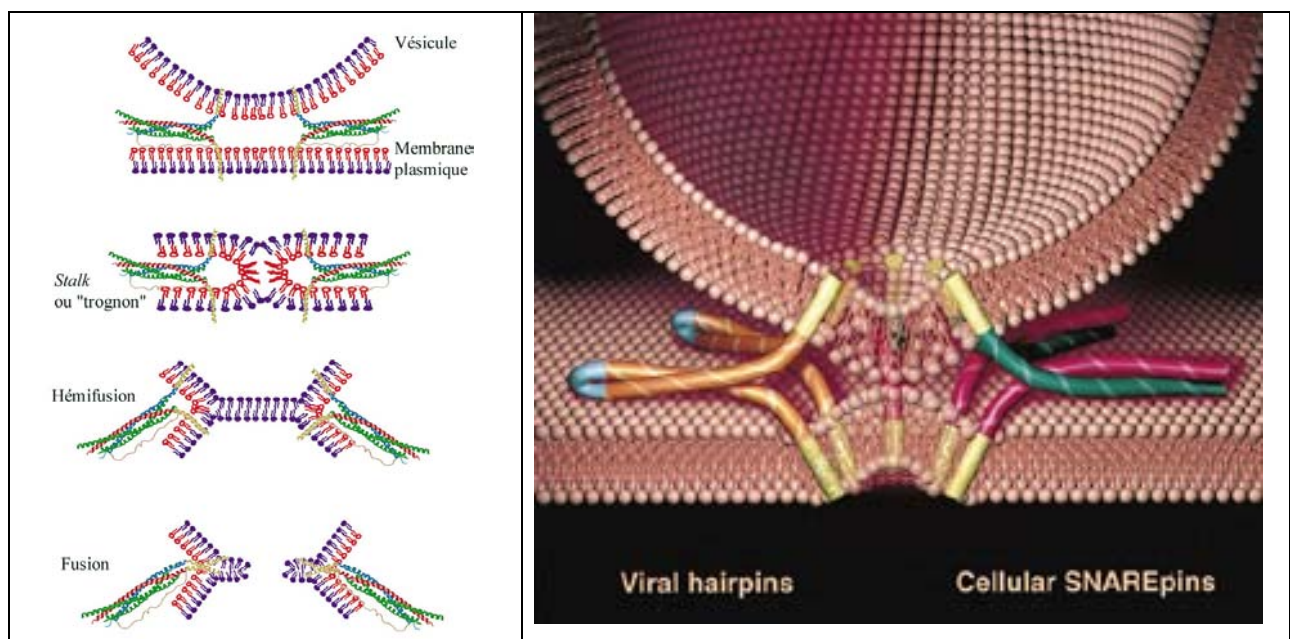 Vésicule
Membrane
plasmique
Stalk
ou "trognon"
Hémifusion
Fusion
Viral hairpins
Cellular SNAREpins